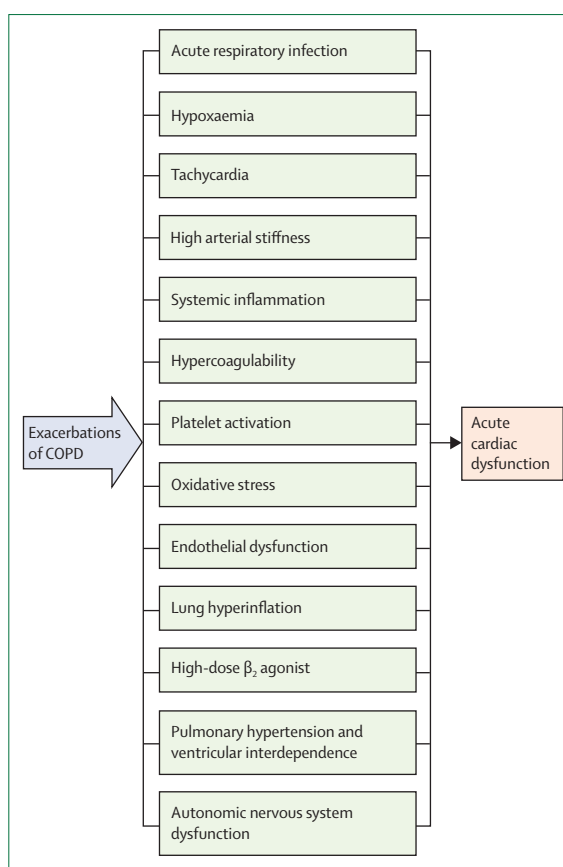 Acute respiratory infection
Hypoxaemia
Tachycardia
High arterial stiffness
Systemic inflammation
Hypercoagulability
Platelet activation
Oxidative stress
Endothelial dysfunction
Lung hyperinflation
High-dose β₂ agonist
Pulmonary hypertension and
ventricular interdependence
Autonomic nervous system
dysfunction
Exacerbations
of COPD
Acute
cardiac
dysfunction